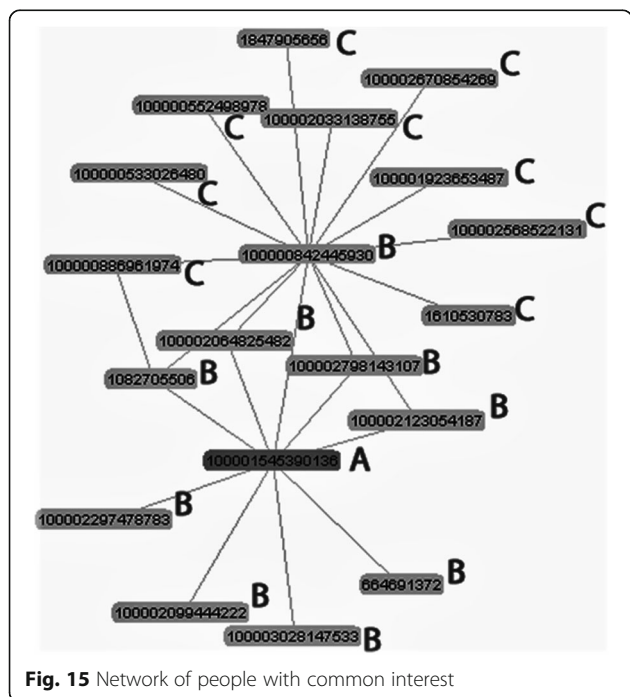 1847905656 C
100002670854269 C
100000552498978 C
100002033138755 C
100000533026480 C
100001923653487 C
100002568522131 C
100000842445930 B
100000886961974 C
1610530783 C
100002064825482 B
100002798143107 B
1082705506 B
100002123054187 B
100001545390136 A
100002297478783 B
664691372 B
100002099444222 B
100003028147533 B
Fig. 15 Network of people with common interest